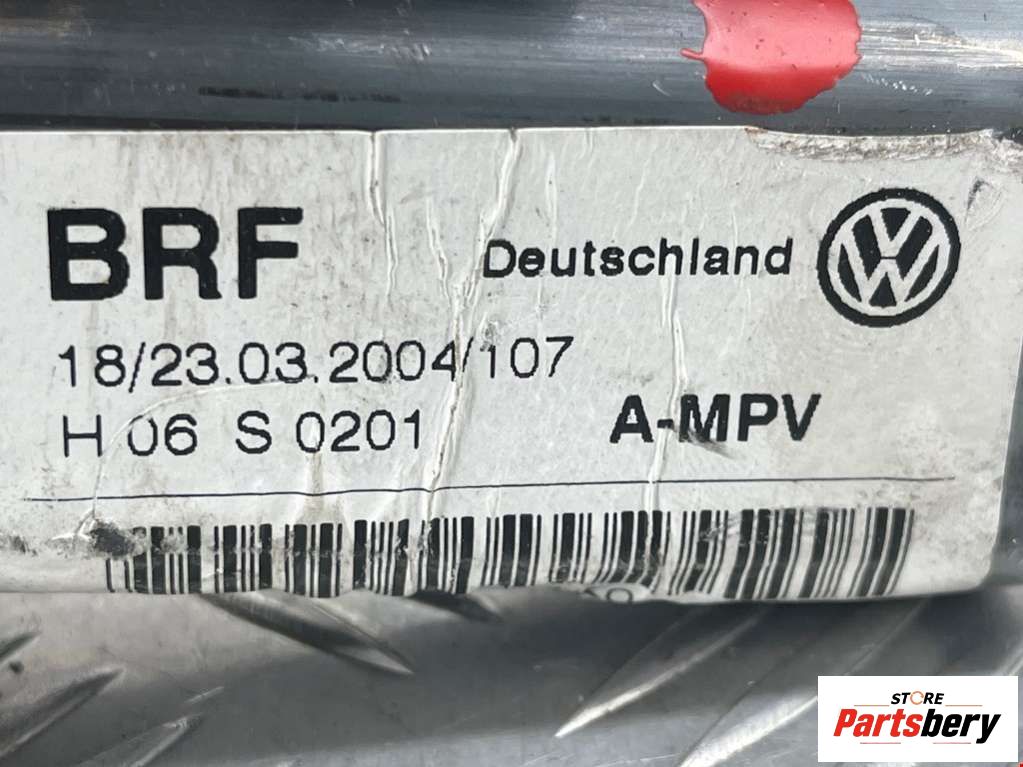 BRF
Deutschland
18/23.03.2004/107
H 06 S 0201
A-MPV
STORE
Partsbery